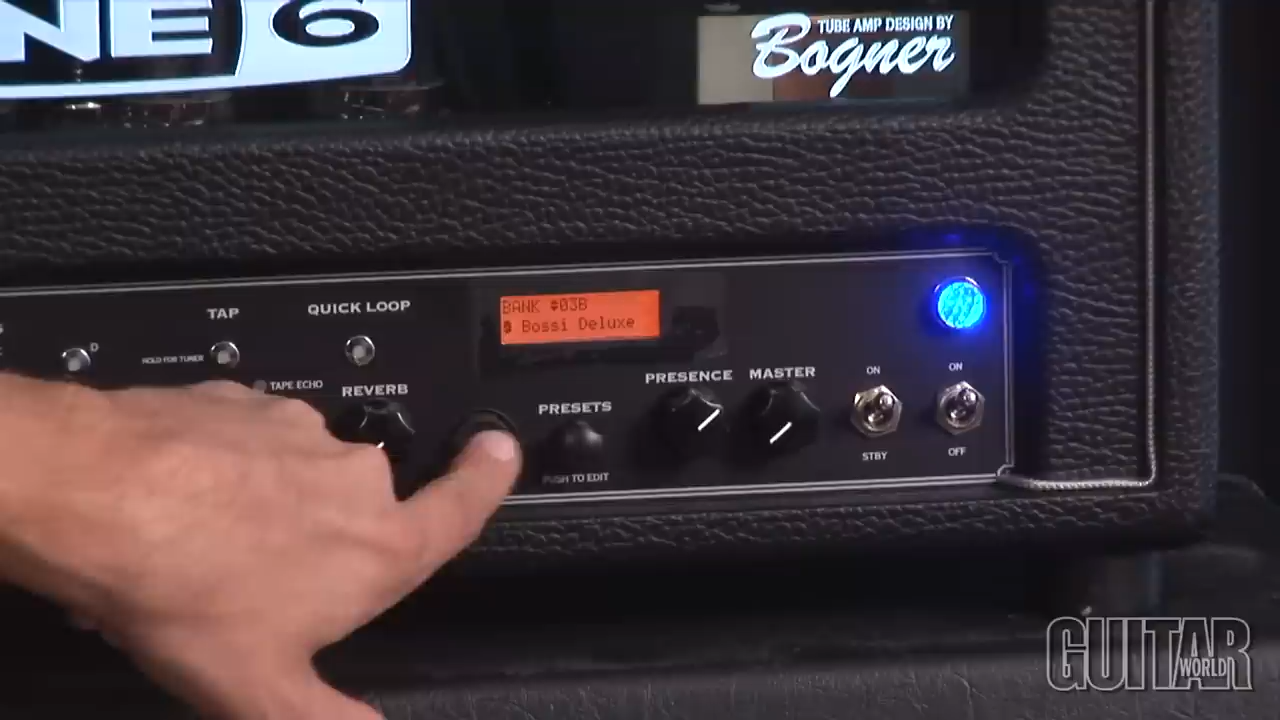 NE 6
TUBE AMP DESIGN BY
Bogner
TAP
QUICK LOOP
BANK #03B
Bossi Deluxe
D
HOLD FOR TUNER
TAPE ECHO
REVERB
PRESETS
PUSH TO EDIT
PRESENCE
MASTER
ON
STBY
ON
OFF
GUITAR
WORLD